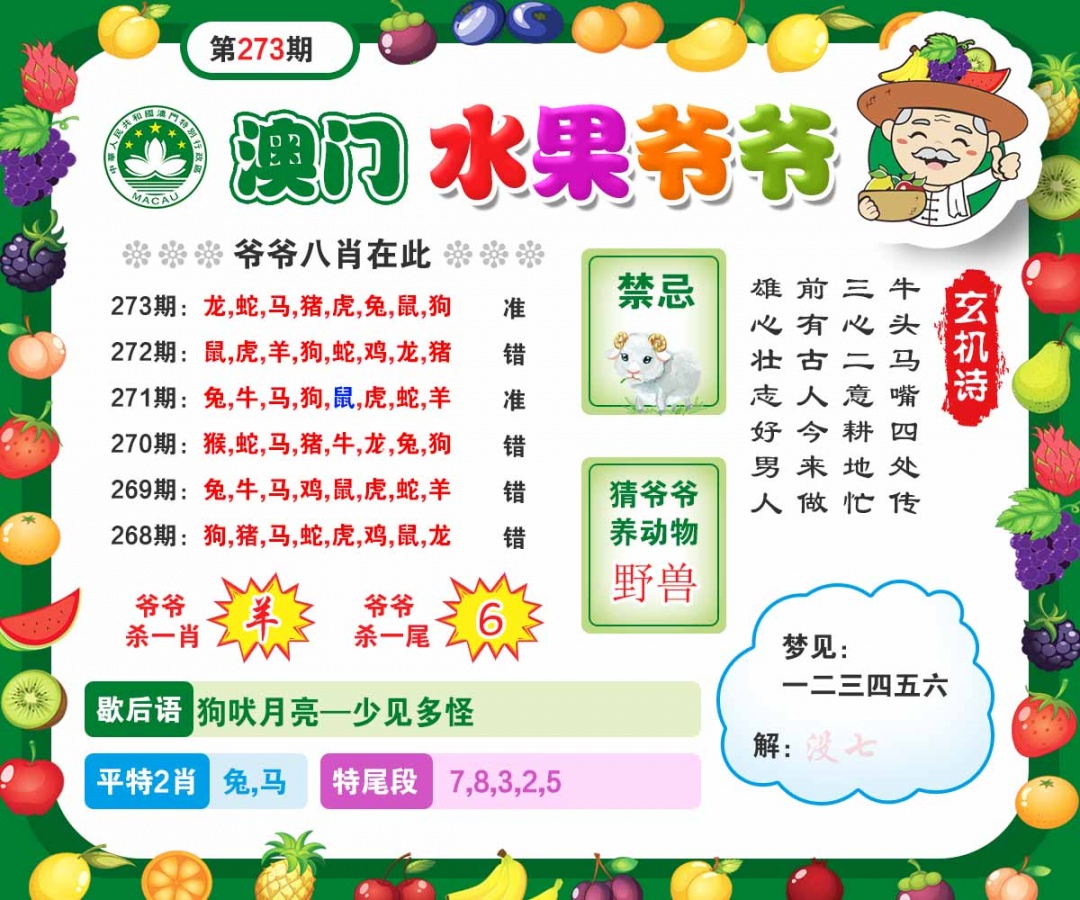 第273期
中華人民共和國澳門特別行政區
MACAU
澳门
水果爷爷
爷爷八肖在此
273期：龙,蛇,马,猪,虎,兔,鼠,狗 准
272期：鼠,虎,羊,狗,蛇,鸡,龙,猪 错
271期：兔,牛,马,狗,鼠,虎,蛇,羊 准
270期：猴,蛇,马,猪,牛,龙,兔,狗 错
269期：兔,牛,马,鸡,鼠,虎,蛇,羊 错
268期：狗,猪,马,蛇,虎,鸡,鼠,龙 错
爷爷
杀一肖
羊
爷爷
杀一尾
6
禁忌
猜爷爷
养动物
野兽
玄机诗
牛头马嘴四处传
三心二意耕地忙
前有古人今来做
雄心壮志好男人
歇后语
狗吠月亮—少见多怪
平特2肖
兔,马
特尾段
7,8,3,2,5
梦见：
一二三四五六
解：没七